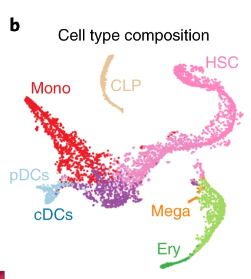 b
Cell type composition
HSC
CLP
Mono
pDCs
cDCs
Mega
Ery